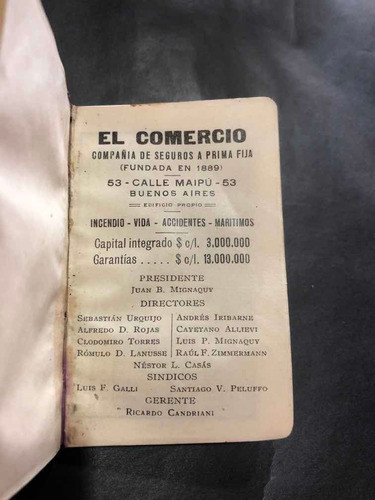 EL COMERCIO
COMPAÑIA DE SEGUROS A PRIMA FIJA
(FUNDADA EN 1889)
53 - CALLE MAIPÚ - 53
BUENOS AIRES
EDIFICIO PROPIO
INCENDIO - VIDA - ACCIDENTES - MARITIMOS
Capital integrado $ c/l. 3.000.000
Garantías ..... $ c/l. 13.000.000
PRESIDENTE
JUAN B. MIGNAQUY
DIRECTORES
SEBASTIÁN URQUIJO ANDRÉS IRIBARNE
ALFREDO D. ROJAS CAYETANO ALLIEVI
CLODOMIRO TORRES LUIS P. MIGNAQUY
RÓMULO D. LANUSSE RAÚL F. ZIMMERMANN
NÉSTOR L. CASÁS
SINDICOS
LUIS F. GALLI SANTIAGO V. PELUFFO
GERENTE
RICARDO CANDRIANI